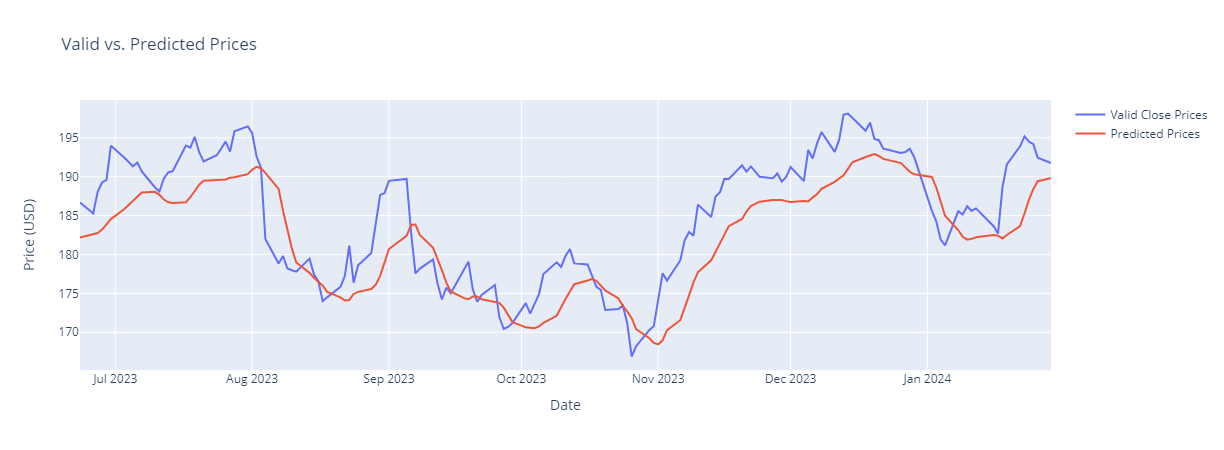 Valid vs. Predicted Prices
Valid Close Prices
Predicted Prices
Price (USD)
195
190
185
180
175
170
Jul 2023
Aug 2023
Sep 2023
Oct 2023
Nov 2023
Dec 2023
Jan 2024
Date